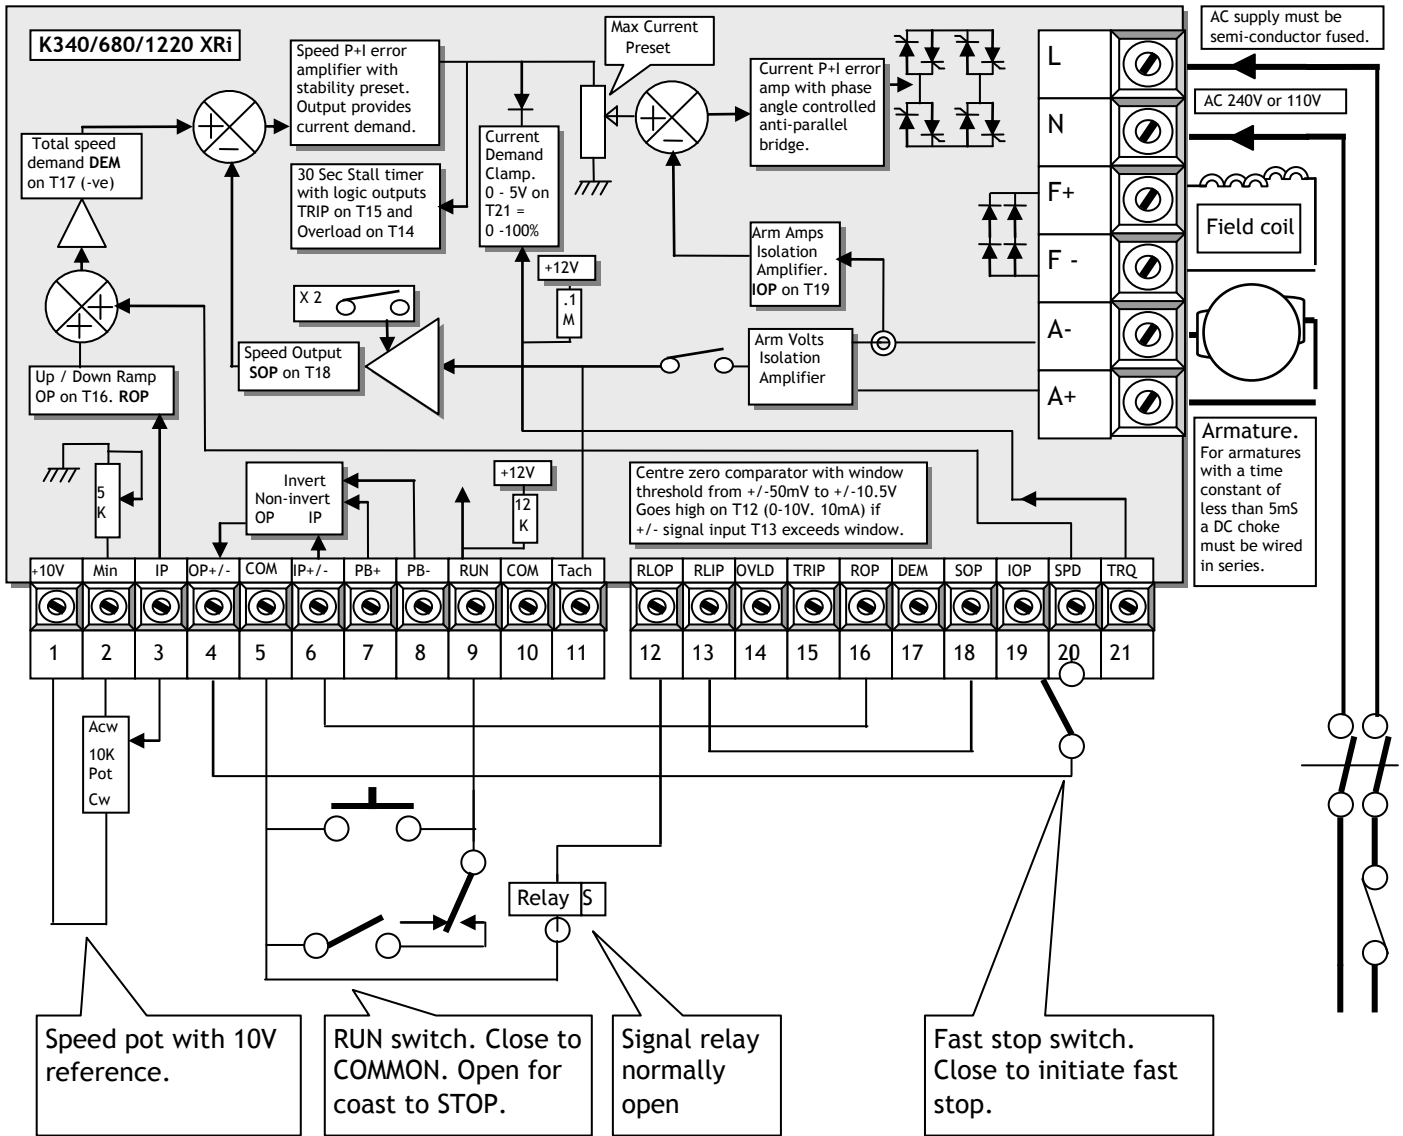 K340/680/1220 XRi
Speed P+I error
amplifier with
stability preset.
Output provides
current demand.
Max Current
Preset
Current P+I error
amp with phase
angle controlled
anti-parallel
bridge.
AC supply must be
semi-conductor fused.
AC 240V or 110V
L
N
F+
F -
A-
A+
Total speed
demand DEM
on T17 (-ve)
+
−
30 Sec Stall timer
with logic outputs
TRIP on T15 and
Overload on T14
Current
Demand
Clamp.
0 - 5V on
T21 =
0 -100%
+
−
Field coil
Arm Amps
Isolation
Amplifier.
IOP on T19
+12V
.1
M
X 2
+
+
Speed Output
SOP on T18
Arm Volts
Isolation
Amplifier
Up / Down Ramp
OP on T16. ROP
Armature.
For armatures
with a time
constant of
less than 5mS
a DC choke
must be wired
in series.
5
K
Invert
Non-invert
OP IP
+12V
12
K
Centre zero comparator with window
threshold from +/-50mV to +/-10.5V
Goes high on T12 (0-10V. 10mA) if
+/- signal input T13 exceeds window.
+10V Min IP OP+/- COM IP+/- PB+ PB- RUN COM Tach
RLOP RLIP OVLD TRIP ROP DEM SOP IOP SPD TRQ
1 2 3 4 5 6 7 8 9 10 11
12 13 14 15 16 17 18 19 20 21
Acw
10K
Pot
Cw
Relay S
Speed pot with 10V
reference.
RUN switch. Close to
COMMON. Open for
coast to STOP.
Signal relay
normally
open
Fast stop switch.
Close to initiate fast
stop.